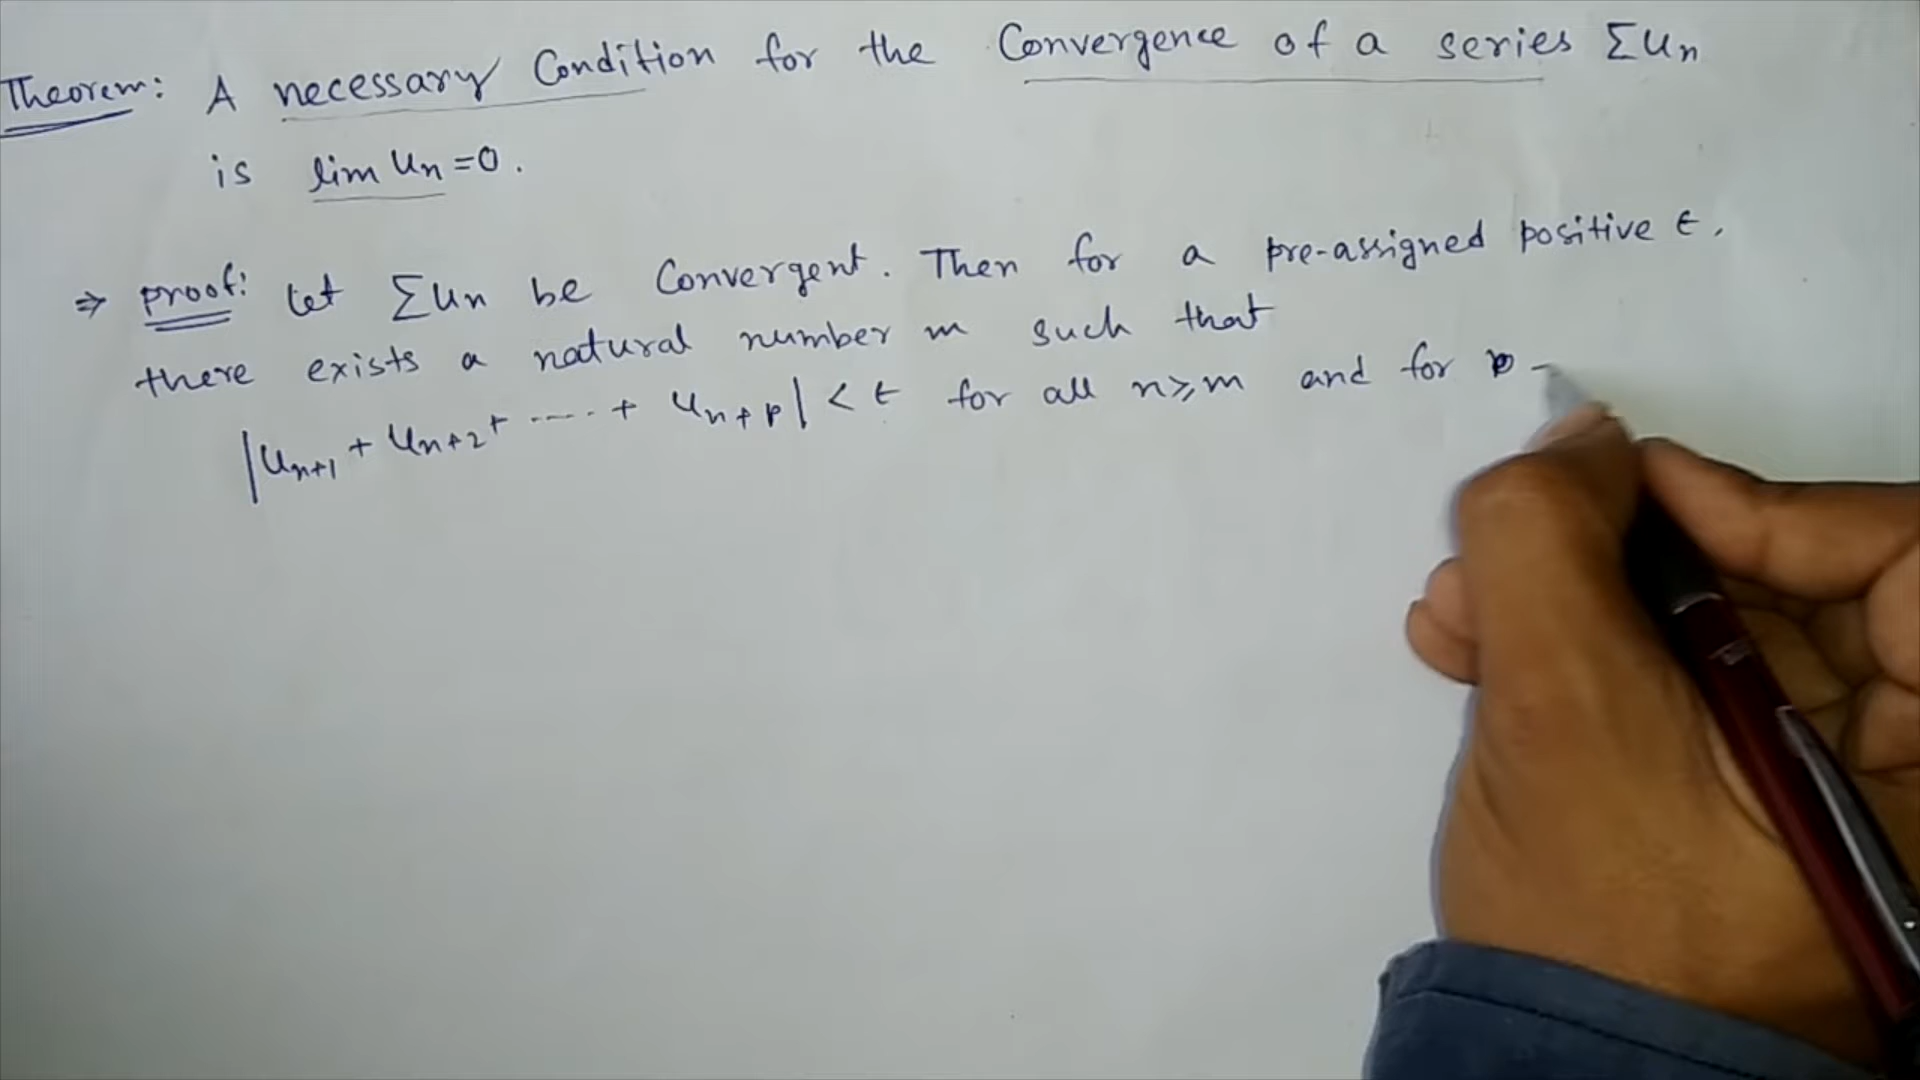 Theorem: A necessary Condition for the Convergence of a series Σun
is lim un = 0.
⇒ proof: Let Σun be Convergent. Then for a pre-assigned positive ϵ,
there exists a natural number m such that
|un+1 + un+2 + ..... + un+p| < ϵ for all n ≥ m and for p